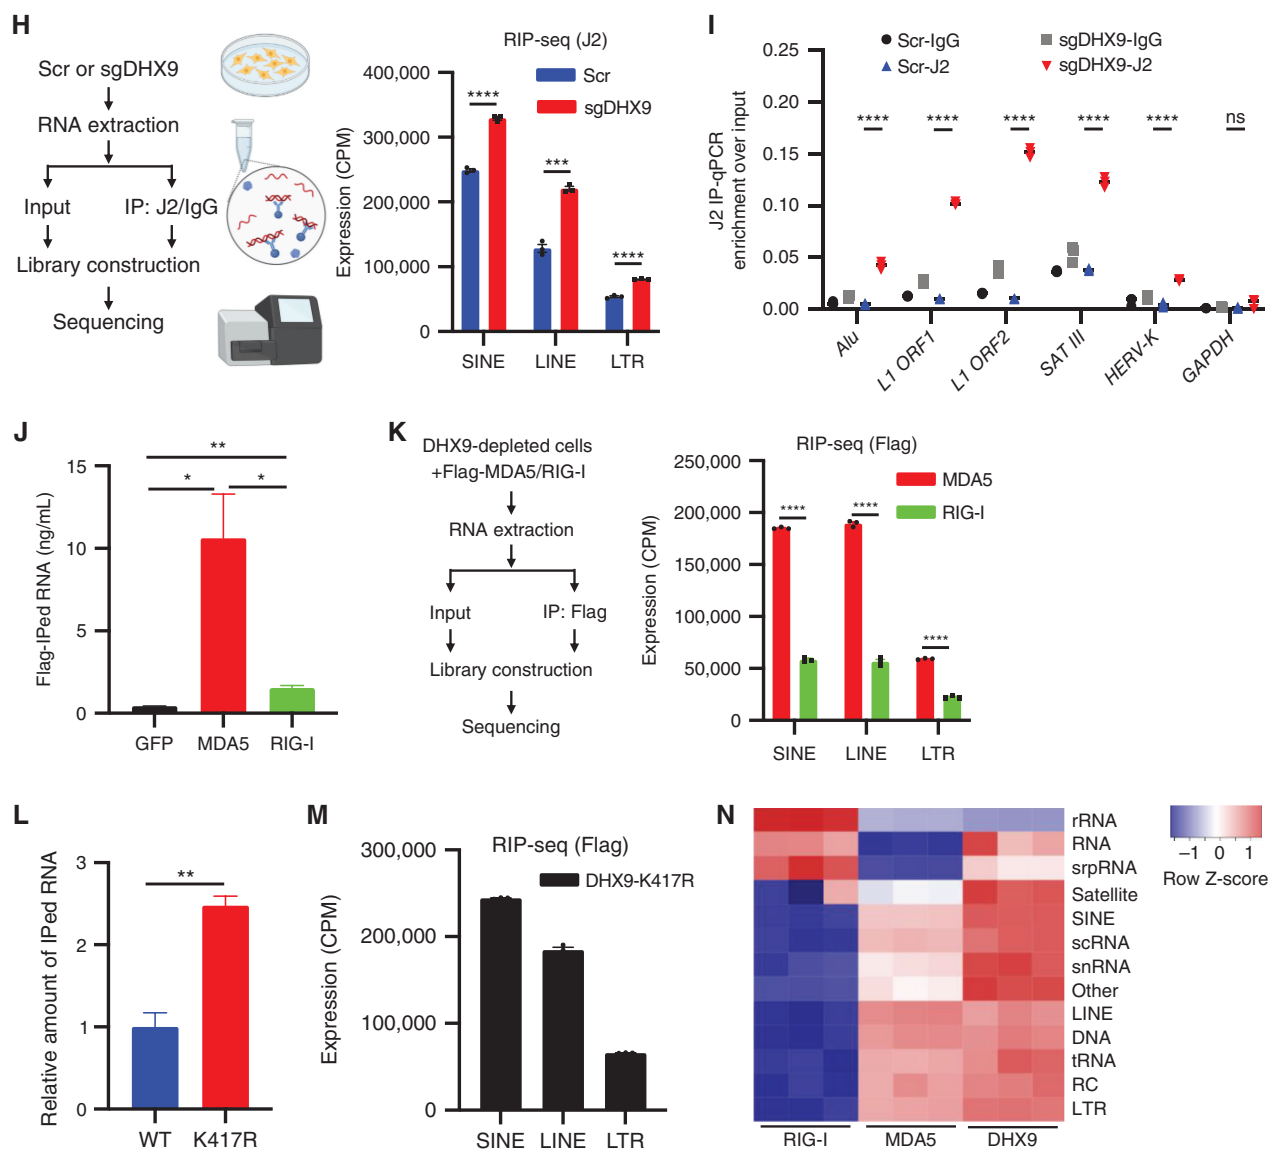 H
Scr or sgDHX9
RNA extraction
Input
IP: J2/IgG
Library construction
Sequencing
RIP-seq (J2)
Scr
sgDHX9
Expression (CPM)
400,000
300,000
200,000
100,000
0
****
***
****
SINE
LINE
LTR
I
Scr-IgG
sgDHX9-IgG
Scr-J2
sgDHX9-J2
J2 IP-qPCR
enrichment over input
0.25
0.20
0.15
0.10
0.05
0.00
****
****
****
****
****
ns
Alu
L1 ORF1
L1 ORF2
SAT III
HERV-K
GAPDH
J
Flag-IPed RNA (ng/mL)
15
10
5
0
**
*
*
GFP
MDA5
RIG-I
K
DHX9-depleted cells
+Flag-MDA5/RIG-I
RNA extraction
Input
IP: Flag
Library construction
Sequencing
RIP-seq (Flag)
MDA5
RIG-I
Expression (CPM)
250,000
200,000
150,000
100,000
50,000
0
****
****
****
SINE
LINE
LTR
L
Relative amount of IPed RNA
3
2
1
0
**
WT
K417R
M
RIP-seq (Flag)
DHX9-K417R
Expression (CPM)
300,000
200,000
100,000
0
SINE
LINE
LTR
N
rRNA
RNA
srpRNA
Satellite
SINE
scRNA
snRNA
Other
LINE
DNA
tRNA
RC
LTR
RIG-I
MDA5
DHX9
−1 0 1
Row Z-score